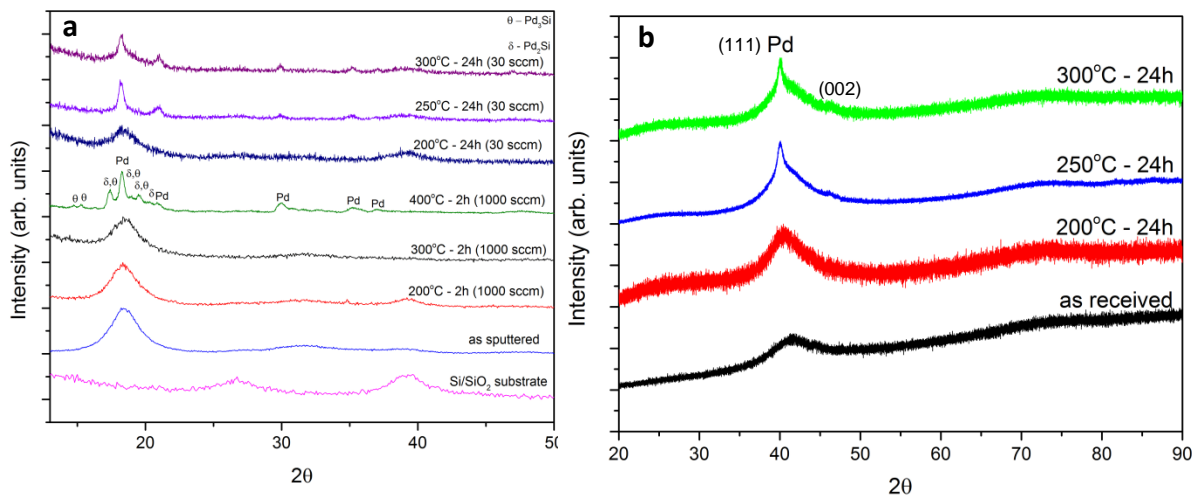 a
θ – Pd₃Si
δ - Pd₂Si
300°C - 24h (30 sccm)
250°C - 24h (30 sccm)
200°C - 24h (30 sccm)
θ θ δ,θ Pd δ,θ δ,θ δ Pd Pd Pd Pd
400°C - 2h (1000 sccm)
300°C - 2h (1000 sccm)
200°C - 2h (1000 sccm)
as sputtered
Si/SiO₂ substrate
Intensity (arb. units)
20 30 40 50
2θ
b
(111) Pd
(002)
300°C - 24h
250°C - 24h
200°C - 24h
as received
Intensity (arb. units)
20 30 40 50 60 70 80 90
2θ